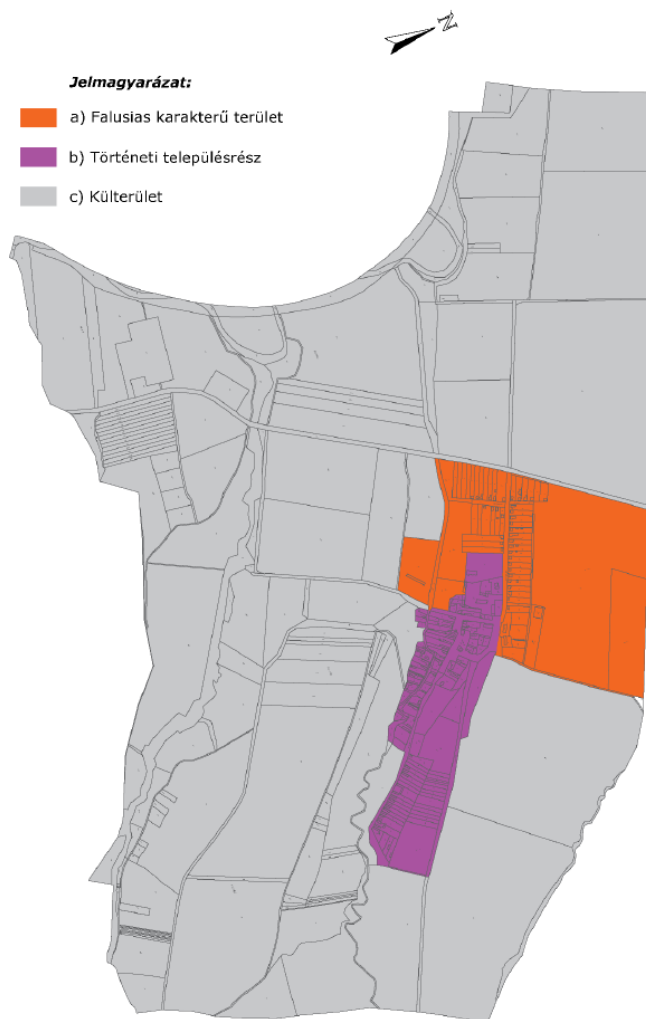 N
Jelmagyarázat:
a) Falusias karakterű terület
b) Történeti településrész
c) Külterület